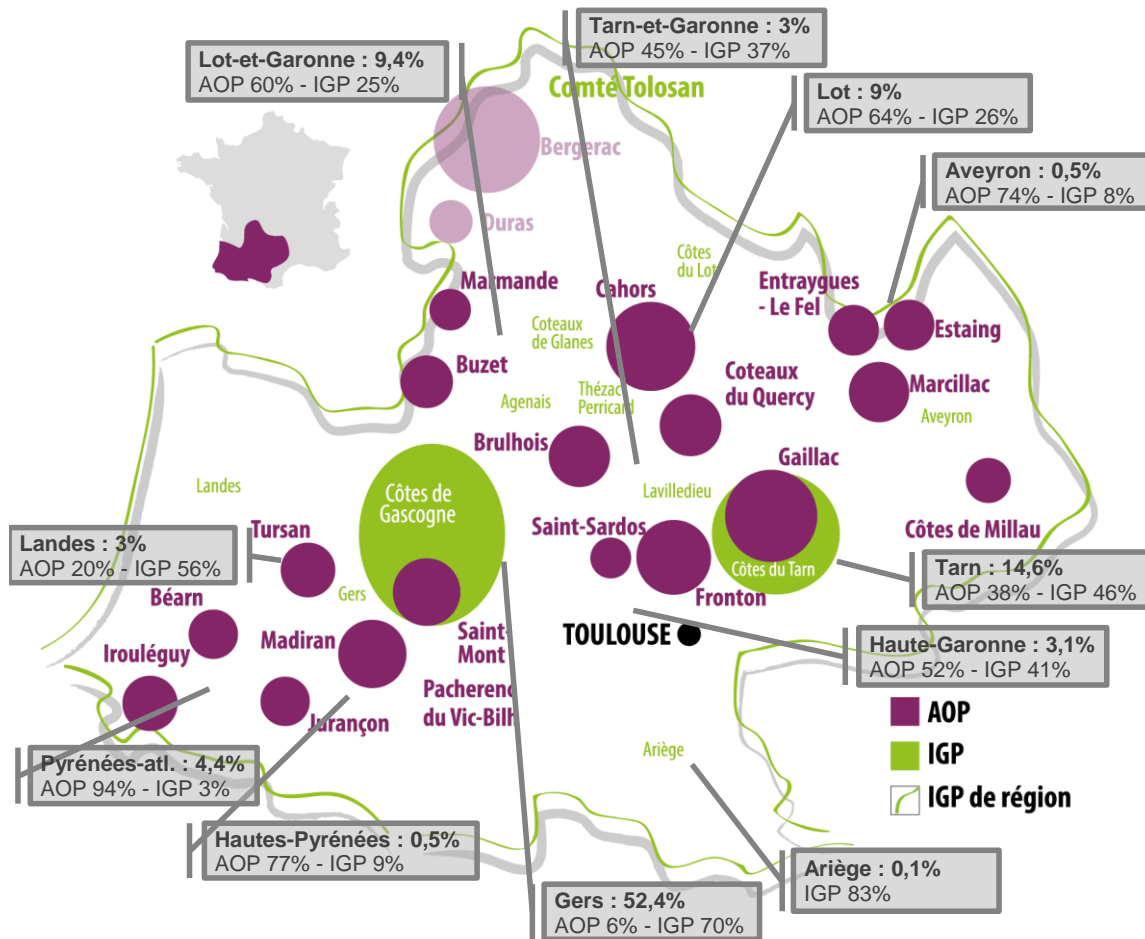 Tarn-et-Garonne : 3%
AOP 45% - IGP 37%
Lot-et-Garonne : 9,4%
AOP 60% - IGP 25%
Comté Tolosan
Lot : 9%
AOP 64% - IGP 26%
Bergerac
Aveyron : 0,5%
AOP 74% - IGP 8%
Duras
Côtes
du Lot
Marmande
Cahors
Entraygues
- Le Fel
Estaing
Coteaux
de Glanes
Buzet
Coteaux
du Quercy
Marcillac
Thézac
Perricard
Agenais
Aveyron
Brulhois
Gaillac
Côtes de
Gascogne
Landes
Lavilledieu
Tursan
Saint-Sardos
Côtes de Millau
Landes : 3%
AOP 20% - IGP 56%
Côtes du Tarn
Tarn : 14,6%
AOP 38% - IGP 46%
Gers
Béarn
Fronton
Madiran
Saint-
Mont
TOULOUSE
Haute-Garonne : 3,1%
AOP 52% - IGP 41%
Irouléguy
Pacherenc
du Vic-Bilh
Jurançon
AOP
IGP
IGP de région
Ariège
Pyrénées-atl. : 4,4%
AOP 94% - IGP 3%
Hautes-Pyrénées : 0,5%
AOP 77% - IGP 9%
Ariège : 0,1%
IGP 83%
Gers : 52,4%
AOP 6% - IGP 70%